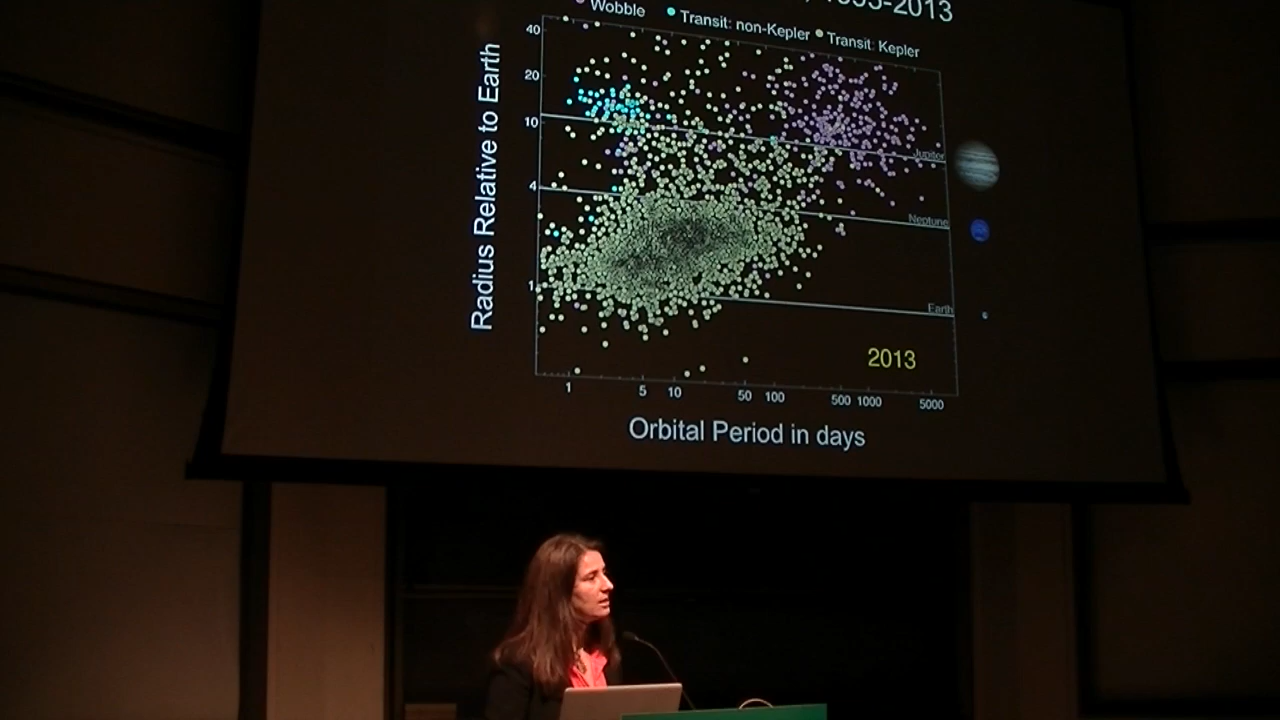 -2013
Wobble
Transit: non-Kepler
Transit: Kepler
Radius Relative to Earth
40
20
10
4
1
Jupiter
Neptune
Earth
2013
1 5 10 50 100 500 1000 5000
Orbital Period in days